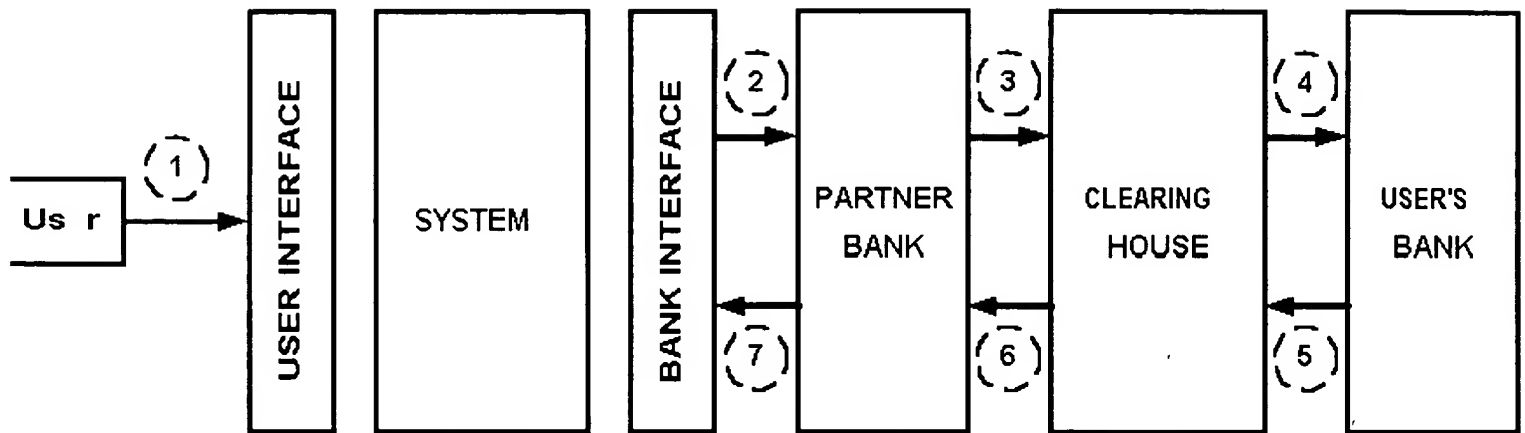 1
Us r
USER INTERFACE
SYSTEM
BANK INTERFACE
2
7
PARTNER
BANK
3
6
CLEARING
HOUSE
4
5
USER'S
BANK